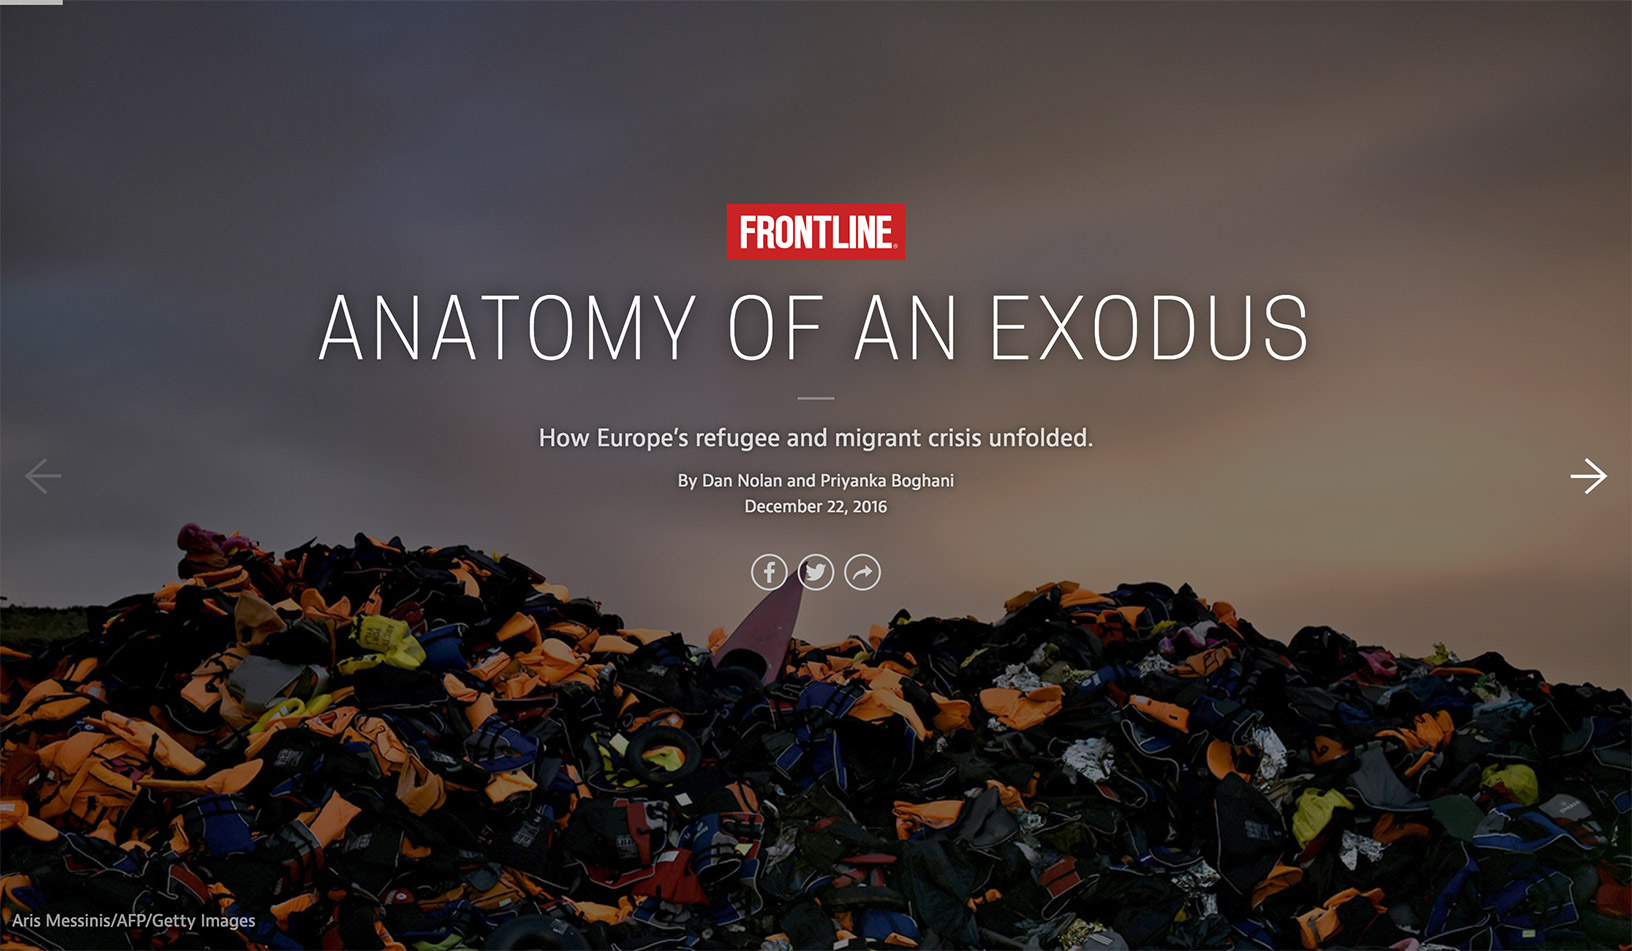 FRONTLINE
ANATOMY OF AN EXODUS
How Europe’s refugee and migrant crisis unfolded.
By Dan Nolan and Priyanka Boghani
December 22, 2016
Aris Messinis/AFP/Getty Images